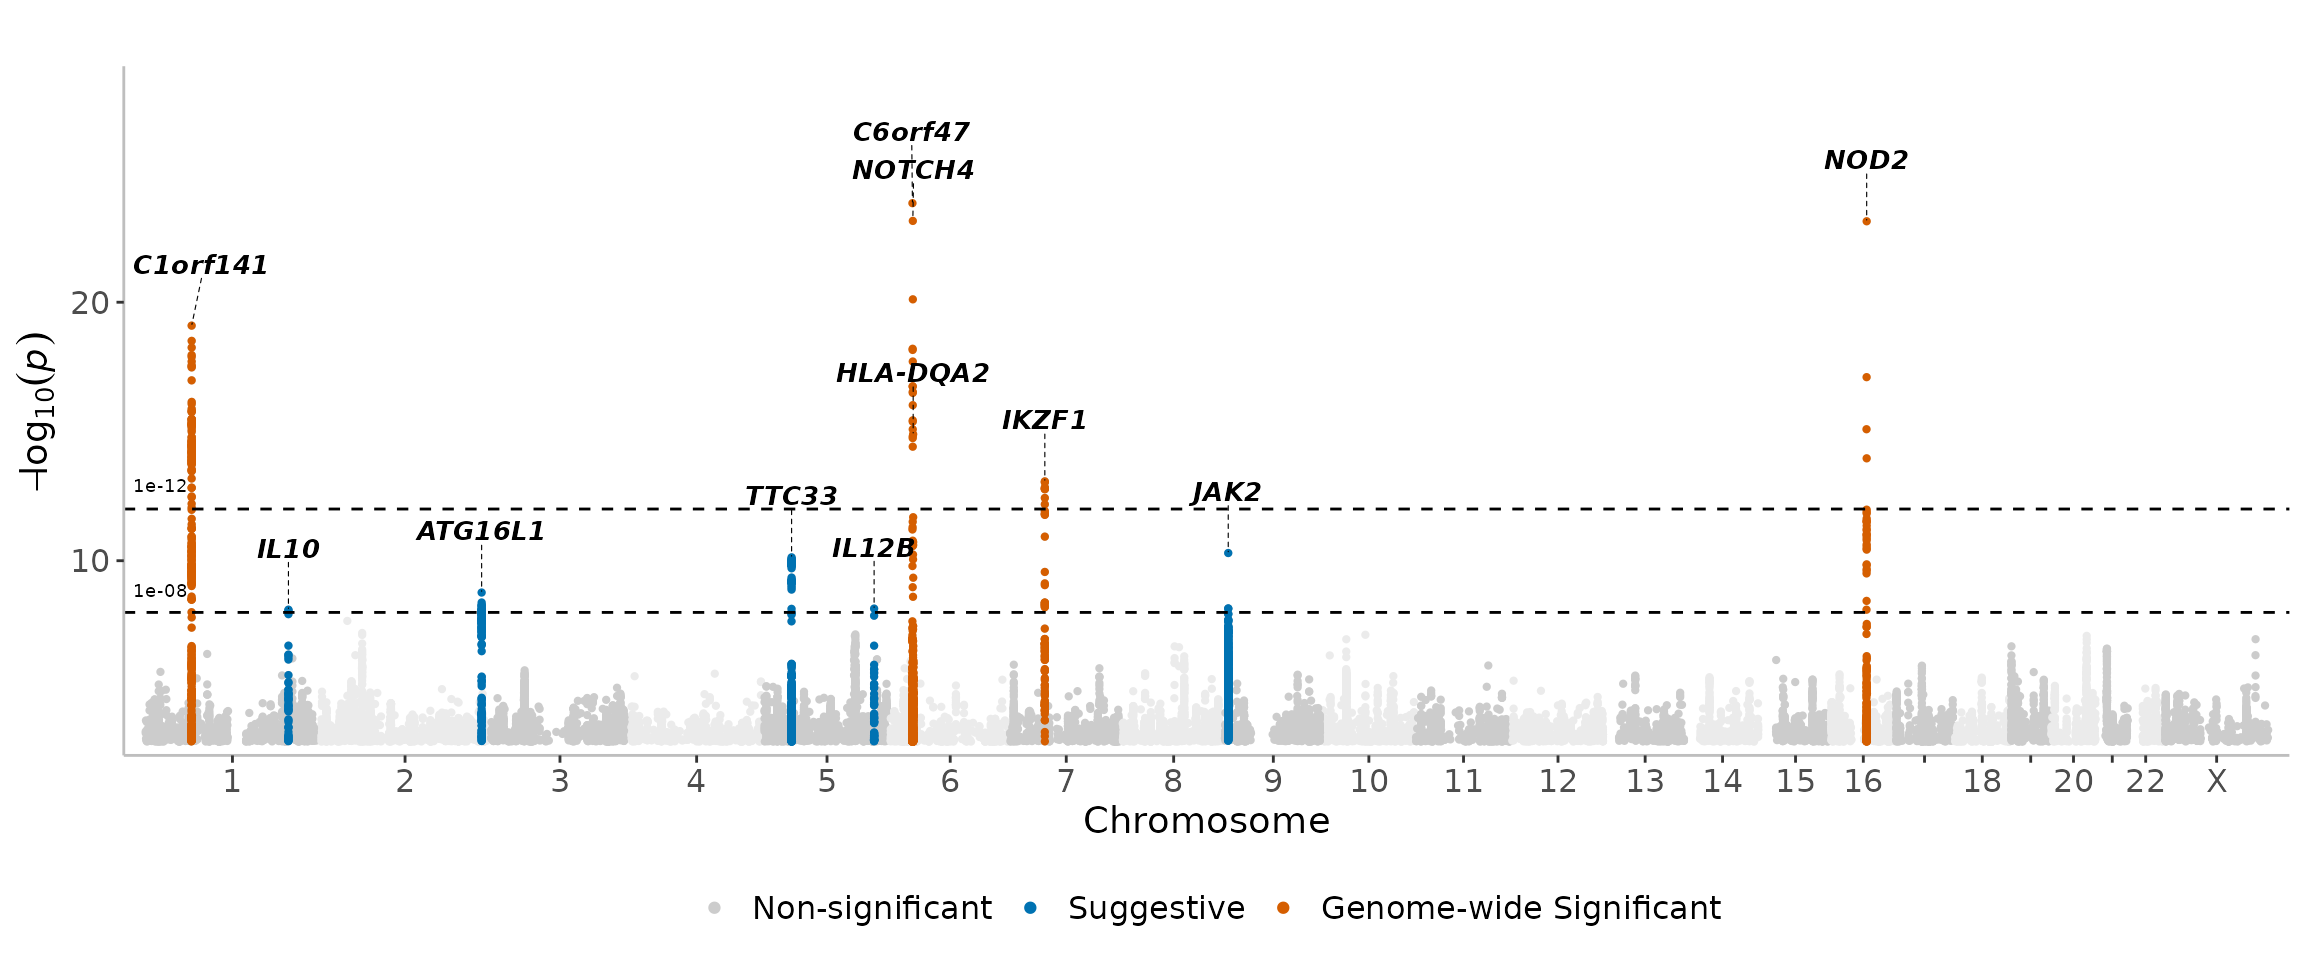 C6orf47
NOTCH4
NOD2
C1orf141
20
HLA-DQA2
IKZF1
1e-12
TTC33
JAK2
IL10
ATG16L1
IL12B
10
1e-08
−log10(p)
1 2 3 4 5 6 7 8 9 10 11 12 13 14 15 16 18 20 22 X
Chromosome
Non-significant Suggestive Genome-wide Significant